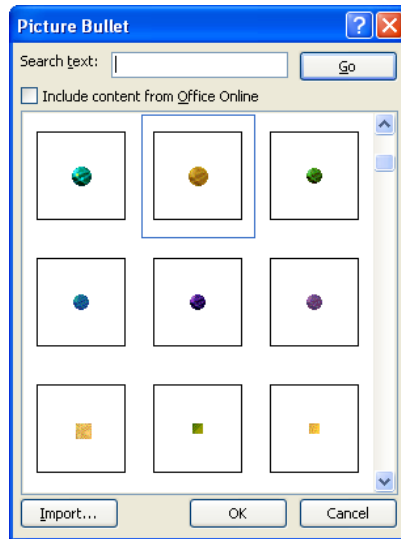 Picture Bullet
Search text: Go
Include content from Office Online
Import... OK Cancel